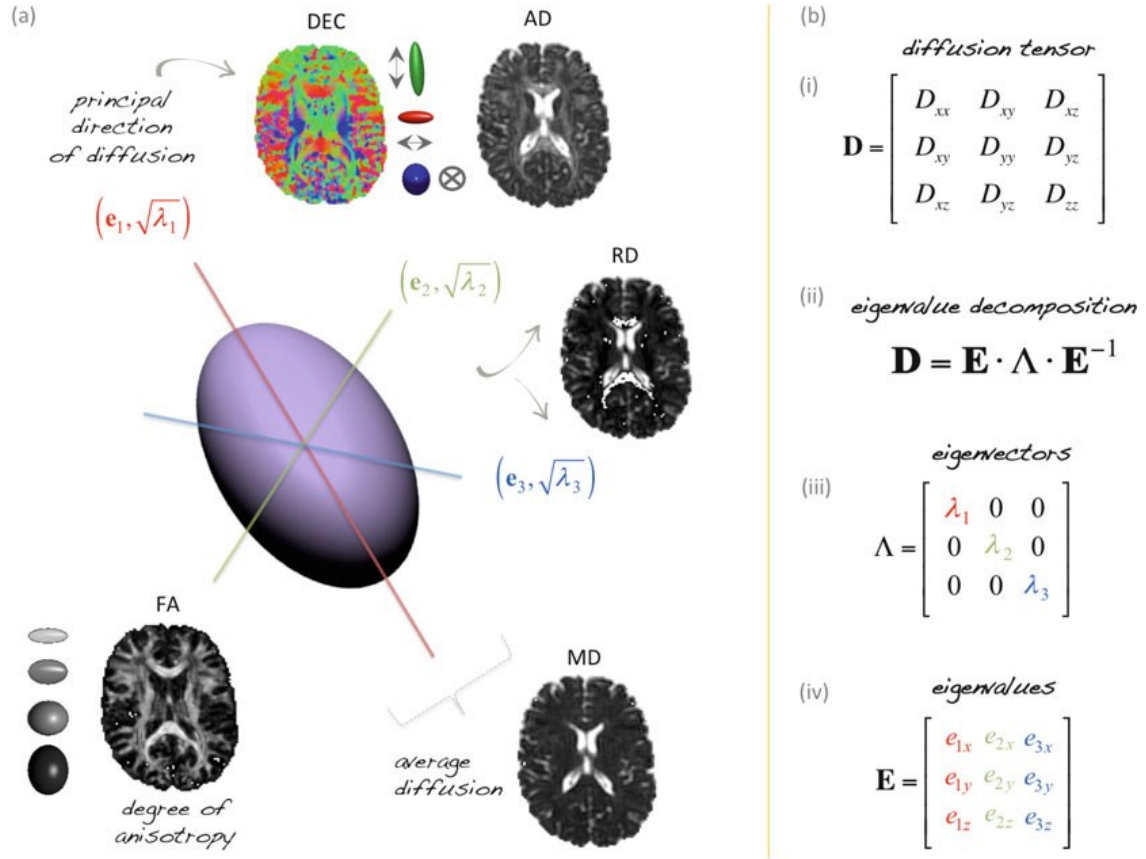 (a)
DEC
AD
principal
direction
of diffusion
(e₁, √λ₁)
(e₂, √λ₂)
RD
(e₃, √λ₃)
FA
degree of
anisotropy
MD
average
diffusion
(b)
diffusion tensor
(i)
D = [ Dxx Dxy Dxz
Dxy Dyy Dyz
Dxz Dyz Dzz ]
(ii)
eigenvalue decomposition
D = E · Λ · E⁻¹
eigenvectors
(iii)
Λ = [ λ₁ 0 0
0 λ₂ 0
0 0 λ₃ ]
(iv)
eigenvalues
E = [ e1x e2x e3x
e1y e2y e3y
e1z e2z e3z ]